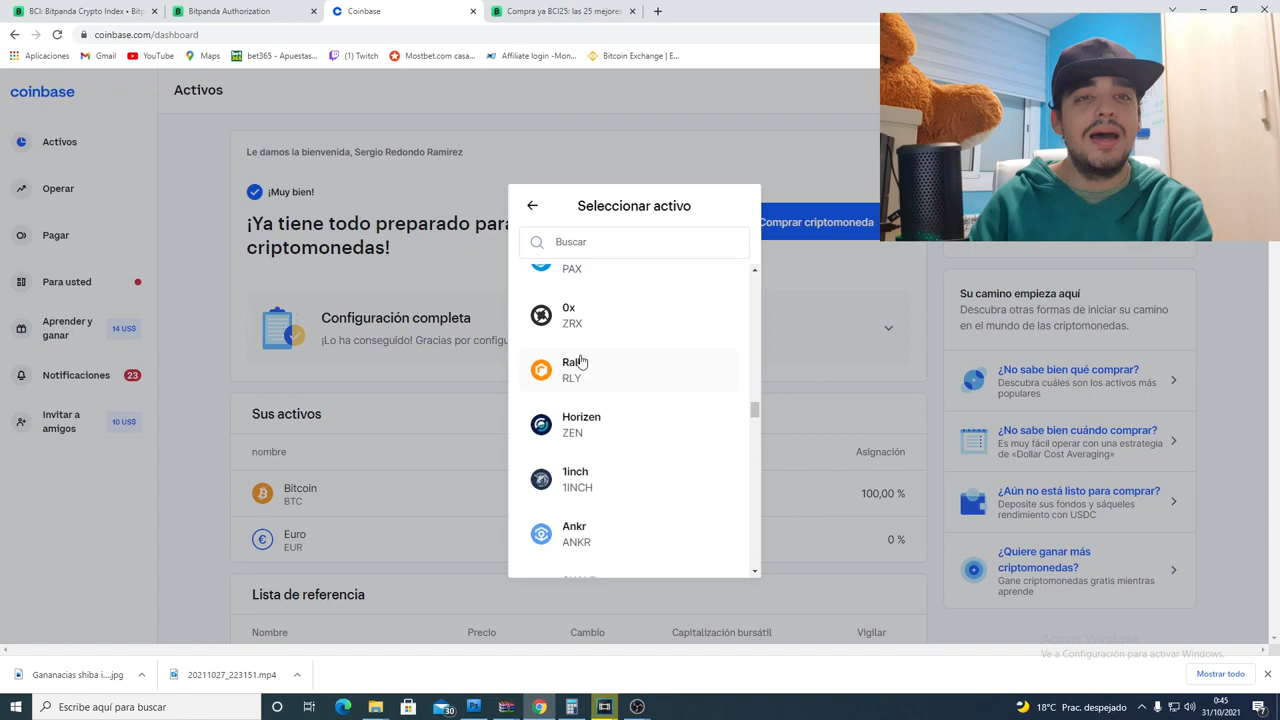 BCI: Bitpanda Crypto Index • Bitp
Bitpanda Authorization
Coinbase
Compra ya BCI25: las 25 mejores
coinbase.com/dashboard
Aplicaciones
Gmail
YouTube
Maps
bet365 - Apuestas...
(1) Twitch
Mostbet.com casa...
Affiliate login -Mon...
Bitcoin Exchange | E...
coinbase
Activos
Operar
Pagar
Para usted
Aprender y
ganar
14 US$
Notificaciones
23
Invitar a
amigos
10 US$
Activos
Le damos la bienvenida, Sergio Redondo Ramirez
¡Muy bien!
¡Ya tiene todo preparado par
criptomonedas!
Comprar criptomoneda
Configuración completa
¡Lo ha conseguido! Gracias por configu
Sus activos
nombre
Asignación
Bitcoin
BTC
100,00 %
Euro
EUR
0 %
Lista de referencia
Nombre
Precio
Cambio
Capitalización bursátil
Vigilar
Seleccionar activo
Buscar
PAX
0x
ZRX
Rall
RLY
Horizen
ZEN
1inch
1INCH
Ankr
ANKR
Su camino empieza aquí
Descubra otras formas de iniciar su camino
en el mundo de las criptomonedas.
¿No sabe bien qué comprar?
Descubra cuáles son los activos más
populares
¿No sabe bien cuándo comprar?
Es muy fácil operar con una estrategia
de «Dollar Cost Averaging»
¿Aún no está listo para comprar?
Deposite sus fondos y sáqueles
rendimiento con USDC
¿Quiere ganar más
criptomonedas?
Gane criptomonedas gratis mientras
aprende
Activar Windows
Ve a Configuración para activar Windows.
Gananacias shiba i....jpg
20211027_223151.mp4
Mostrar todo
Escribe aquí para buscar
30
Ps
18°C Prac. despejado
0:45
31/10/2021
7